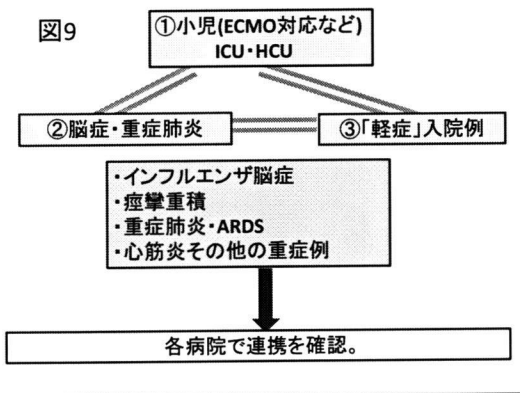 図9
①小児(ECMO対応など)
ICU・HCU
②脳症・重症肺炎
③「軽症」入院例
・インフルエンザ脳症
・痙攣重積
・重症肺炎・ARDS
・心筋炎その他の重症例
各病院で連携を確認。